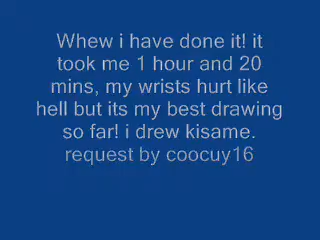 Whew i have done it! it
took me 1 hour and 20
mins, my wrists hurt like
hell but its my best drawing
so far! i drew kisame.
request by coocuy16